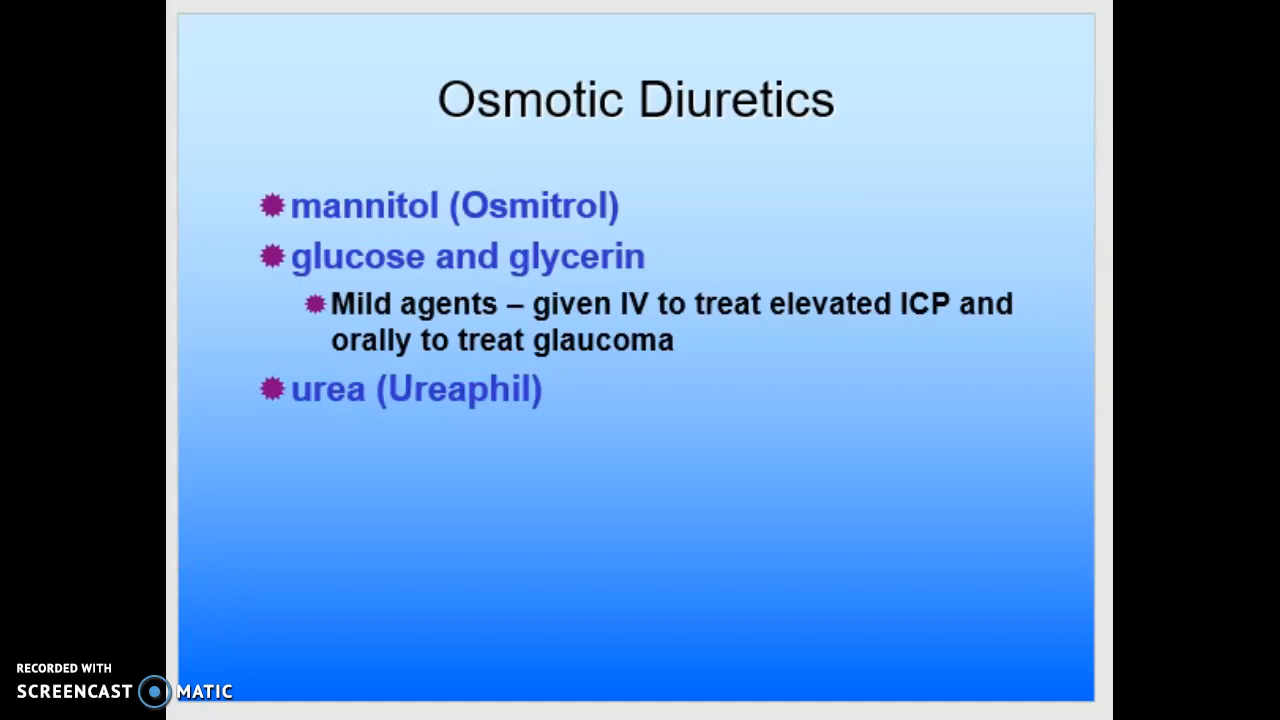 Osmotic Diuretics
mannitol (Osmitrol)
glucose and glycerin
Mild agents – given IV to treat elevated ICP and
orally to treat glaucoma
urea (Ureaphil)
RECORDED WITH
SCREENCAST MATIC